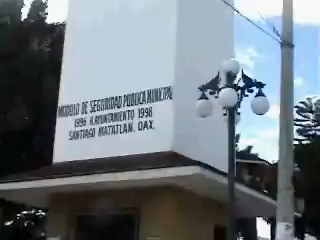 MODULO DE SEGURIDAD PUBLICA MUNICIPAL
1996 H. AYUNTAMIENTO 1998
SANTIAGO MATATLAN, OAX.